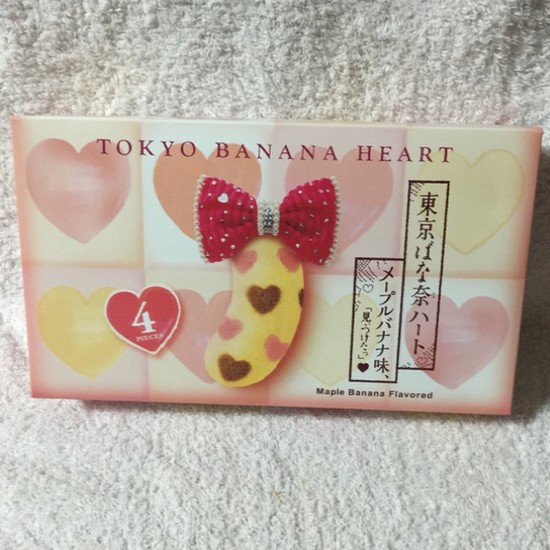 TOKYO BANANA HEART
東京ばな奈ハート♡
メープルバナナ味、
「見ぃつけたっ」♥
4
PIECES
Maple Banana Flavored